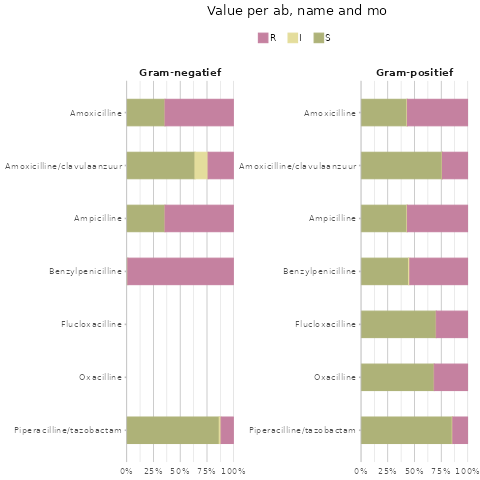 Value per ab, name and mo
R I S
Gram-negatief
Amoxicilline
Amoxicilline/clavulaanzuur
Ampicilline
Benzylpenicilline
Flucloxacilline
Oxacilline
Piperacilline/tazobactam
0% 25% 50% 75% 100%
Gram-positief
Amoxicilline
Amoxicilline/clavulaanzuur
Ampicilline
Benzylpenicilline
Flucloxacilline
Oxacilline
Piperacilline/tazobactam
0% 25% 50% 75% 100%